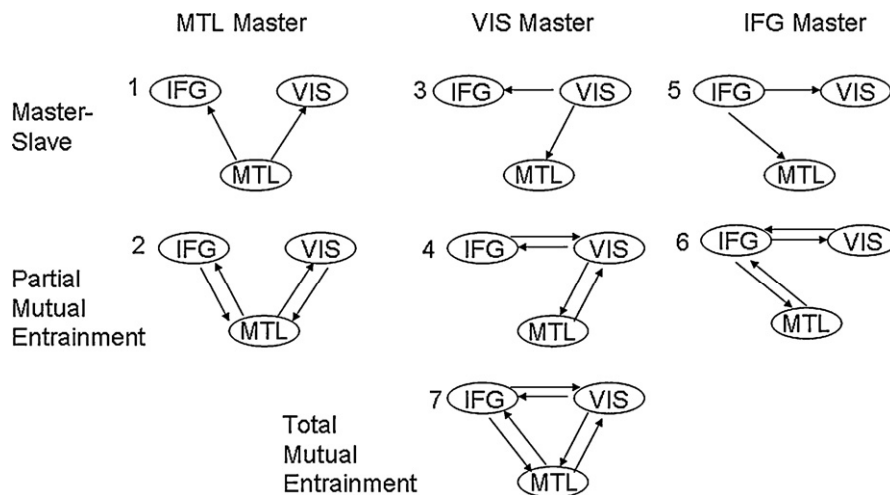 MTL Master VIS Master IFG Master
1 IFG VIS 3 IFG VIS 5 IFG VIS
Master-
Slave
MTL MTL MTL
2 IFG VIS 4 IFG VIS 6 IFG VIS
Partial
Mutual
Entrainment
MTL MTL MTL
7 IFG VIS
Total
Mutual
Entrainment
MTL